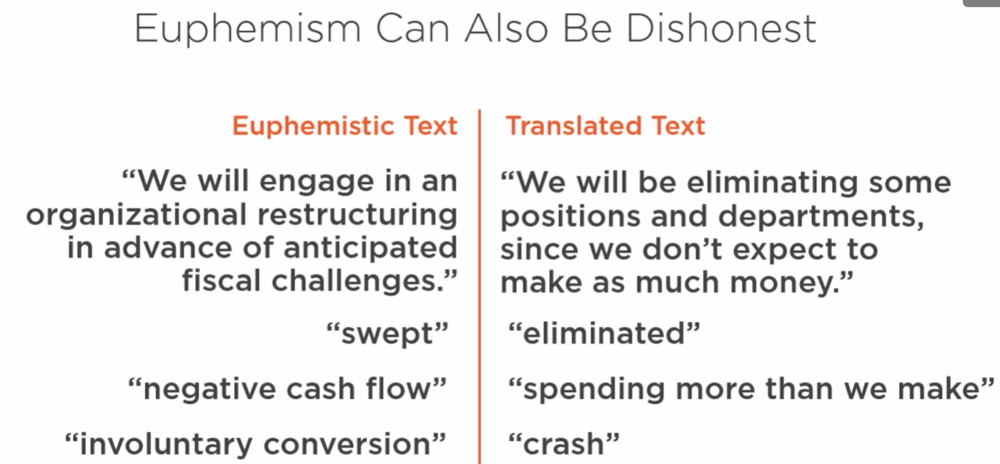 Euphemism Can Also Be Dishonest
Euphemistic Text
“We will engage in an
organizational restructuring
in advance of anticipated
fiscal challenges.”
“swept”
“negative cash flow”
“involuntary conversion”
Translated Text
“We will be eliminating some
positions and departments,
since we don’t expect to
make as much money.”
“eliminated”
“spending more than we make”
“crash”